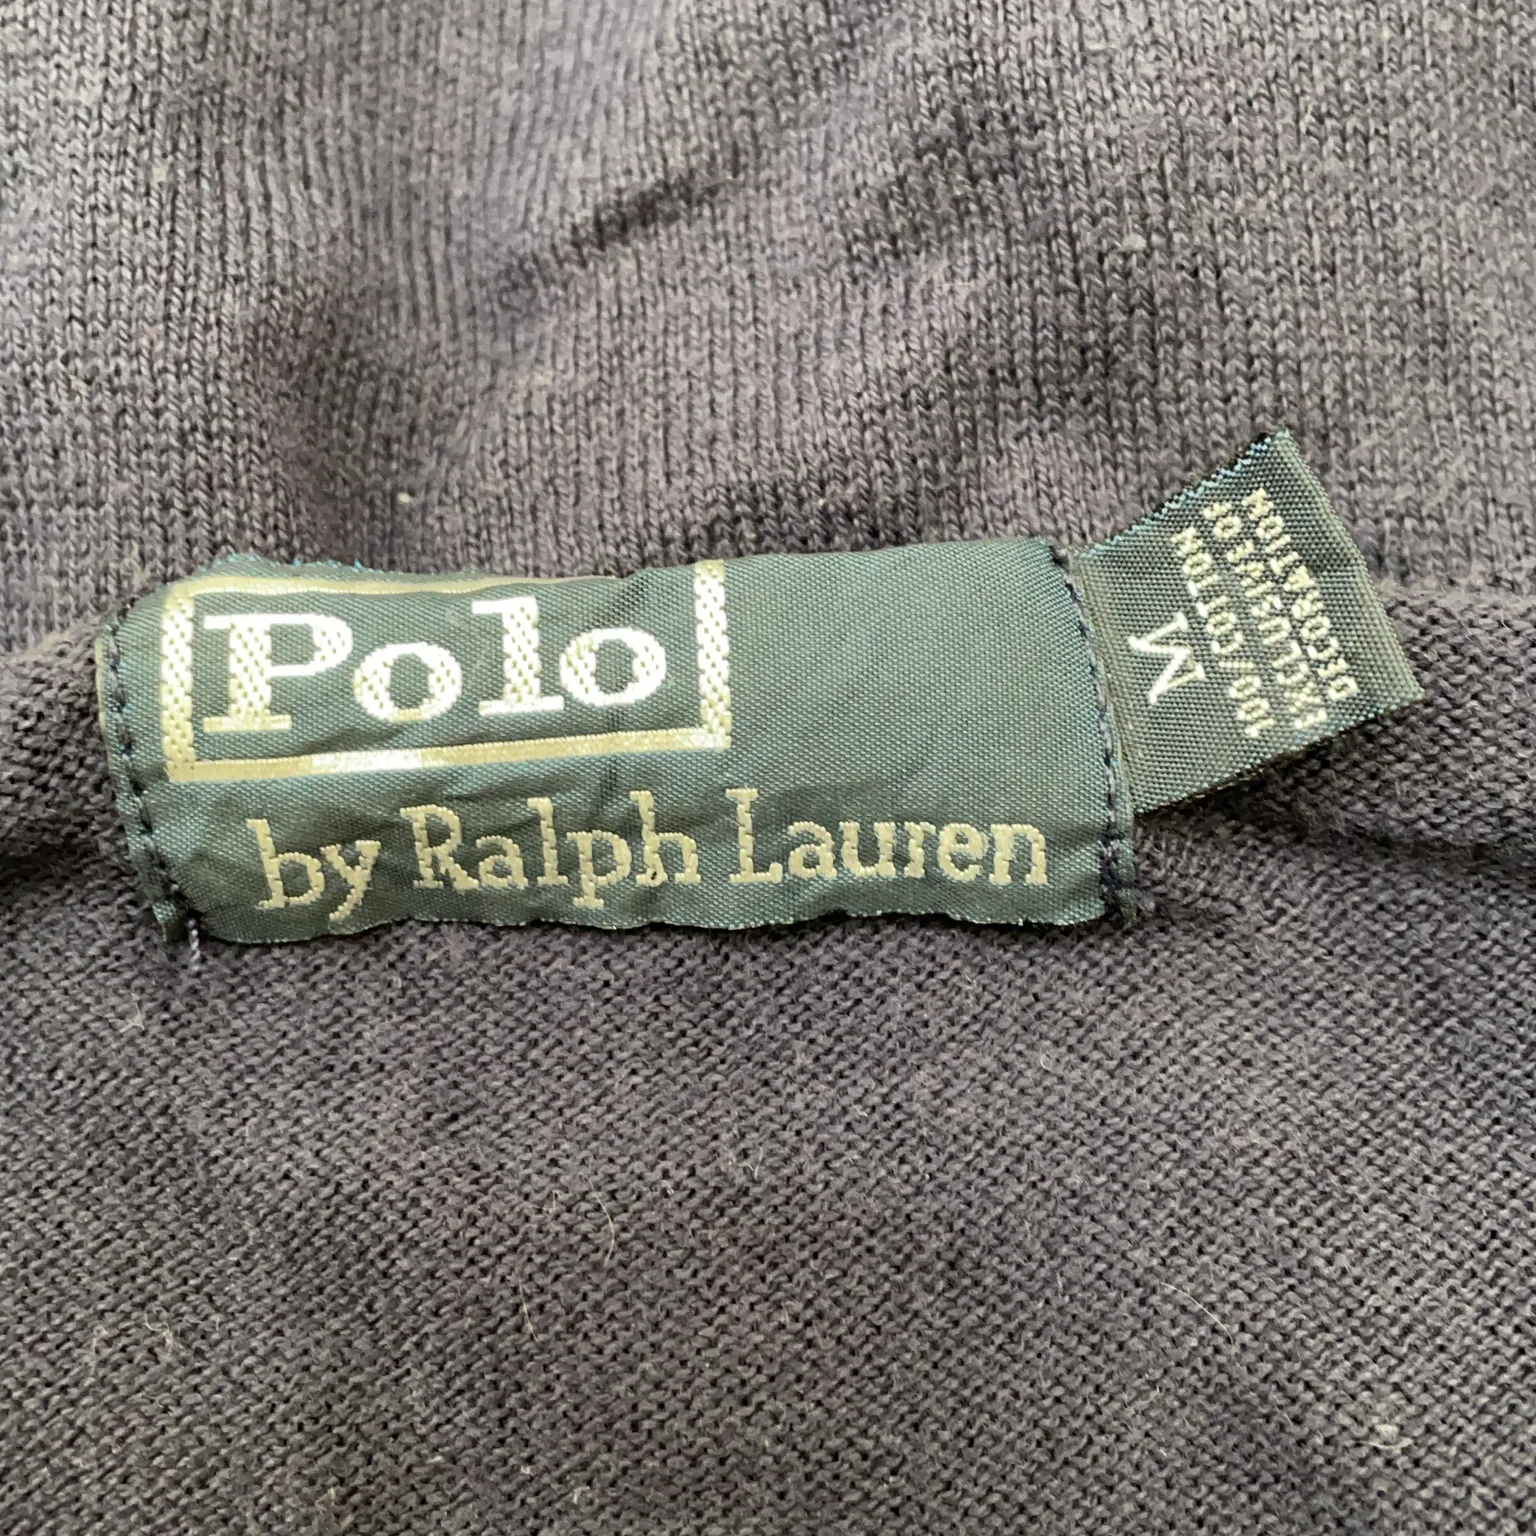 Polo
by Ralph Lauren
M
100%COTTON
EXCLUSIVE OF
DECORATION